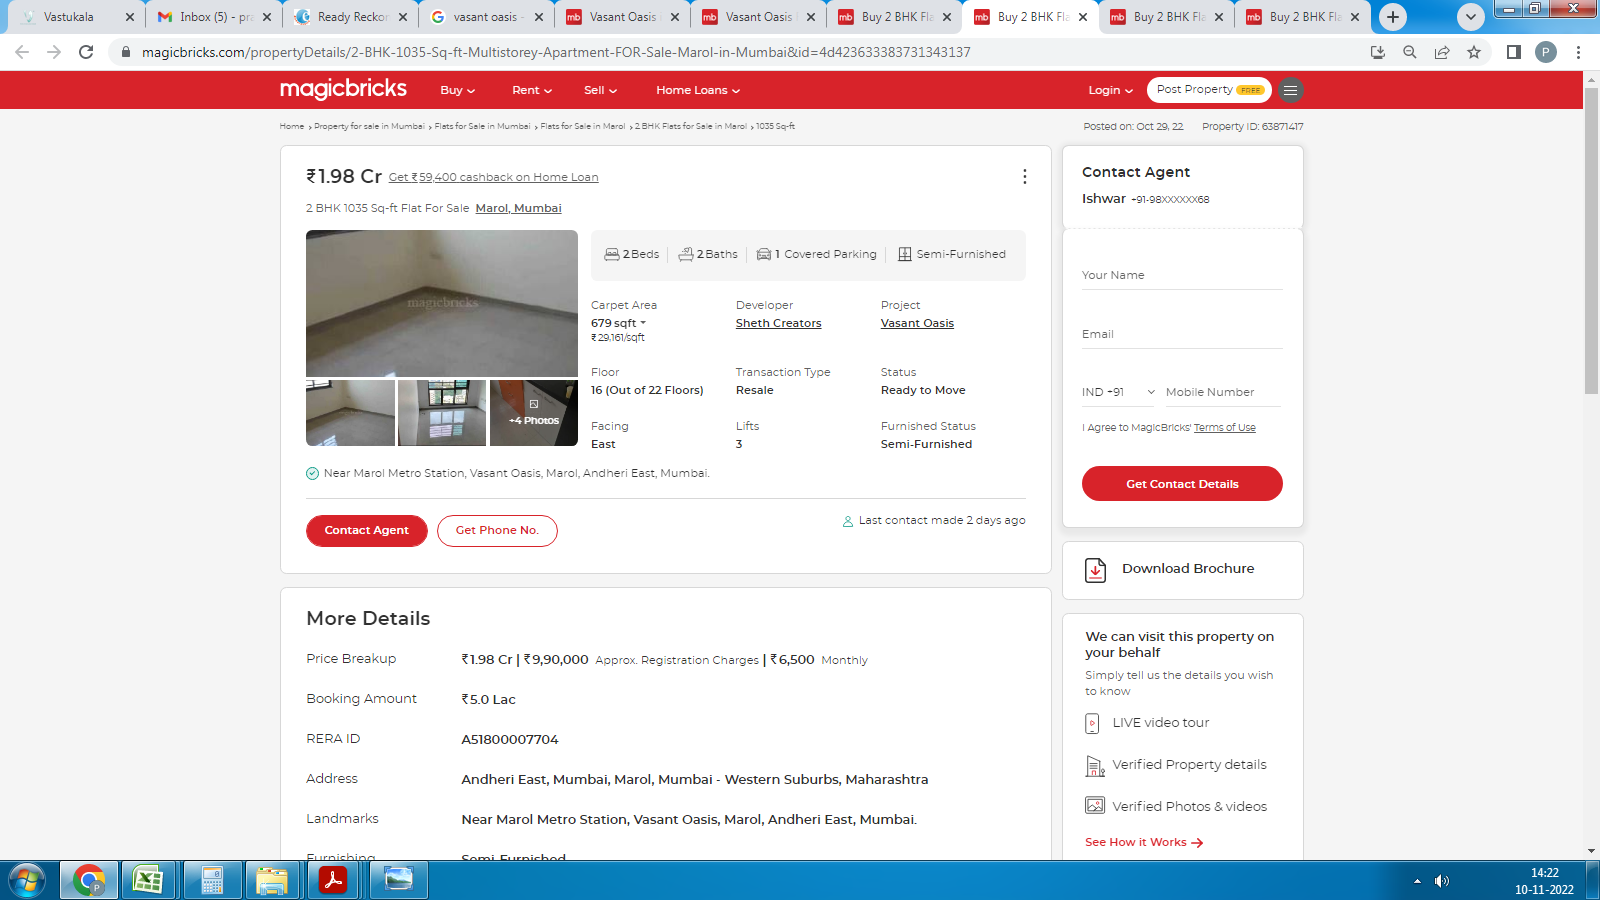 Vastukala
Inbox (5) - pra
Ready Reckon
vasant oasis -
Vasant Oasis
Vasant Oasis
Buy 2 BHK Fla
Buy 2 BHK Fla
Buy 2 BHK Fla
Buy 2 BHK Fla
magicbricks.com/propertyDetails/2-BHK-1035-Sq-ft-Multistorey-Apartment-FOR-Sale-Marol-in-Mumbai&id=4d423633383731343137
P
magicbricks
Buy
Rent
Sell
Home Loans
Login
Post Property FREE
Home > Property for sale in Mumbai > Flats for Sale in Mumbai > Flats for Sale in Marol > 2 BHK Flats for Sale in Marol > 1035 Sq-ft
Posted on: Oct 29, 22 Property ID: 63871417
₹1.98 Cr Get ₹59,400 cashback on Home Loan
2 BHK 1035 Sq-ft Flat For Sale Marol, Mumbai
magicbricks
+4 Photos
2 Beds
2 Baths
1 Covered Parking
Semi-Furnished
Carpet Area
679 sqft
₹29,161/sqft
Developer
Sheth Creators
Project
Vasant Oasis
Floor
16 (Out of 22 Floors)
Transaction Type
Resale
Status
Ready to Move
Facing
East
Lifts
3
Furnished Status
Semi-Furnished
Near Marol Metro Station, Vasant Oasis, Marol, Andheri East, Mumbai.
Contact Agent
Get Phone No.
Last contact made 2 days ago
More Details
Price Breakup ₹1.98 Cr | ₹9,90,000 Approx. Registration Charges | ₹6,500 Monthly
Booking Amount ₹5.0 Lac
RERA ID A51800007704
Address Andheri East, Mumbai, Marol, Mumbai - Western Suburbs, Maharashtra
Landmarks Near Marol Metro Station, Vasant Oasis, Marol, Andheri East, Mumbai.
Furnishing Semi-Furnished
Contact Agent
Ishwar +91-98XXXXXX68
Your Name
Email
IND +91 Mobile Number
I Agree to MagicBricks' Terms of Use
Get Contact Details
Download Brochure
We can visit this property on
your behalf
Simply tell us the details you wish
to know
LIVE video tour
Verified Property details
Verified Photos & videos
See How it Works
14:22
10-11-2022